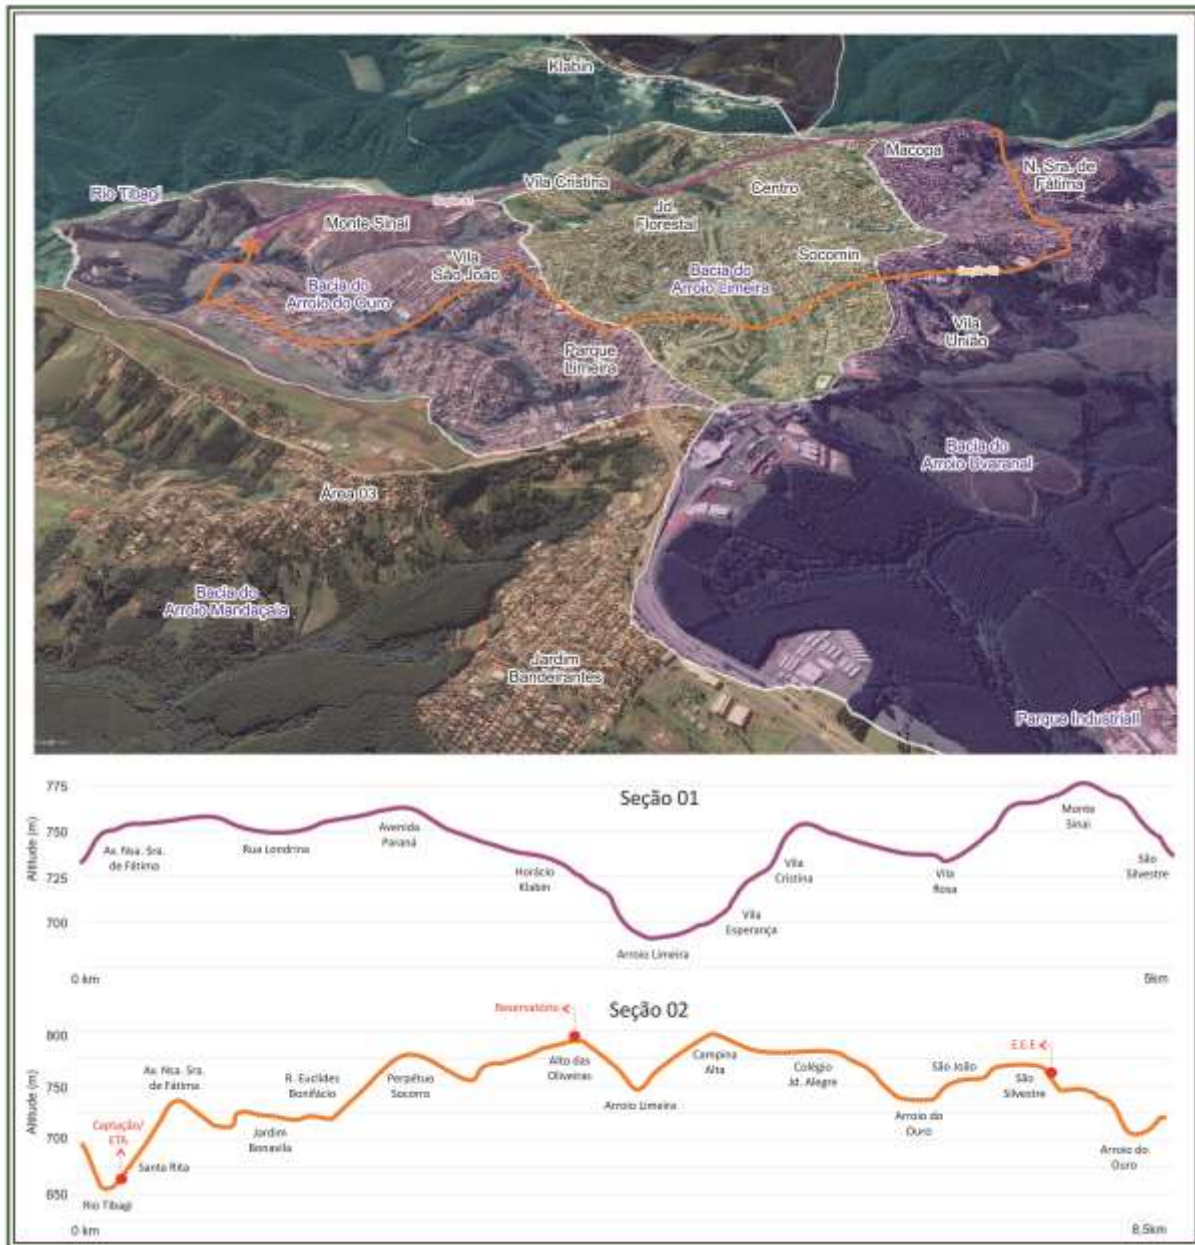 Klabin
Macopa
N. Sra. de
Fátima
Rio Tibagi
Vila Cristina
Centro
Monte Sinai
Jd.
Florestal
Vila
São João
Socomin
Bacia do
Arroio do Ouro
Bacia do
Arroio Limeira
Vila
União
Parque
Limeira
Bacia do
Arroio Uvaranal
Área 03
Bacia do
Arroio Mandaçaia
Jardim
Bandeirantes
Parque Industrial
Seção 01
Altitude (m)
775
750
725
700
Av. Nsa. Sra.
de Fátima
Rua Londrina
Avenida
Paraná
Horácio
Klabin
Arroio Limeira
Vila
Esperança
Vila
Cristina
Vila
Rosa
Monte
Sinai
São
Silvestre
0 km
5km
Seção 02
Altitude (m)
800
750
700
650
Captação/
ETA
Reservatório
E.E.E
Rio Tibagi
Santa Rita
Av. Nsa. Sra.
de Fátima
Jardim
Bonavila
R. Euclides
Bonifácio
Perpétuo
Socorro
Alto das
Oliveiras
Arroio Limeira
Campina
Alta
Colégio
Jd. Alegre
Arroio do
Ouro
São João
São
Silvestre
Arroio do
Ouro
0 km
8,5km